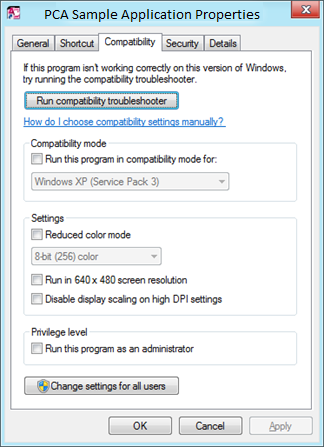 PCA Sample Application Properties
General Shortcut Compatibility Security Details
If this program isn't working correctly on this version of Windows,
try running the compatibility troubleshooter.
Run compatibility troubleshooter
How do I choose compatibility settings manually?
Compatibility mode
Run this program in compatibility mode for:
Windows XP (Service Pack 3)
Settings
Reduced color mode
8-bit (256) color
Run in 640 x 480 screen resolution
Disable display scaling on high DPI settings
Privilege level
Run this program as an administrator
Change settings for all users
OK Cancel Apply